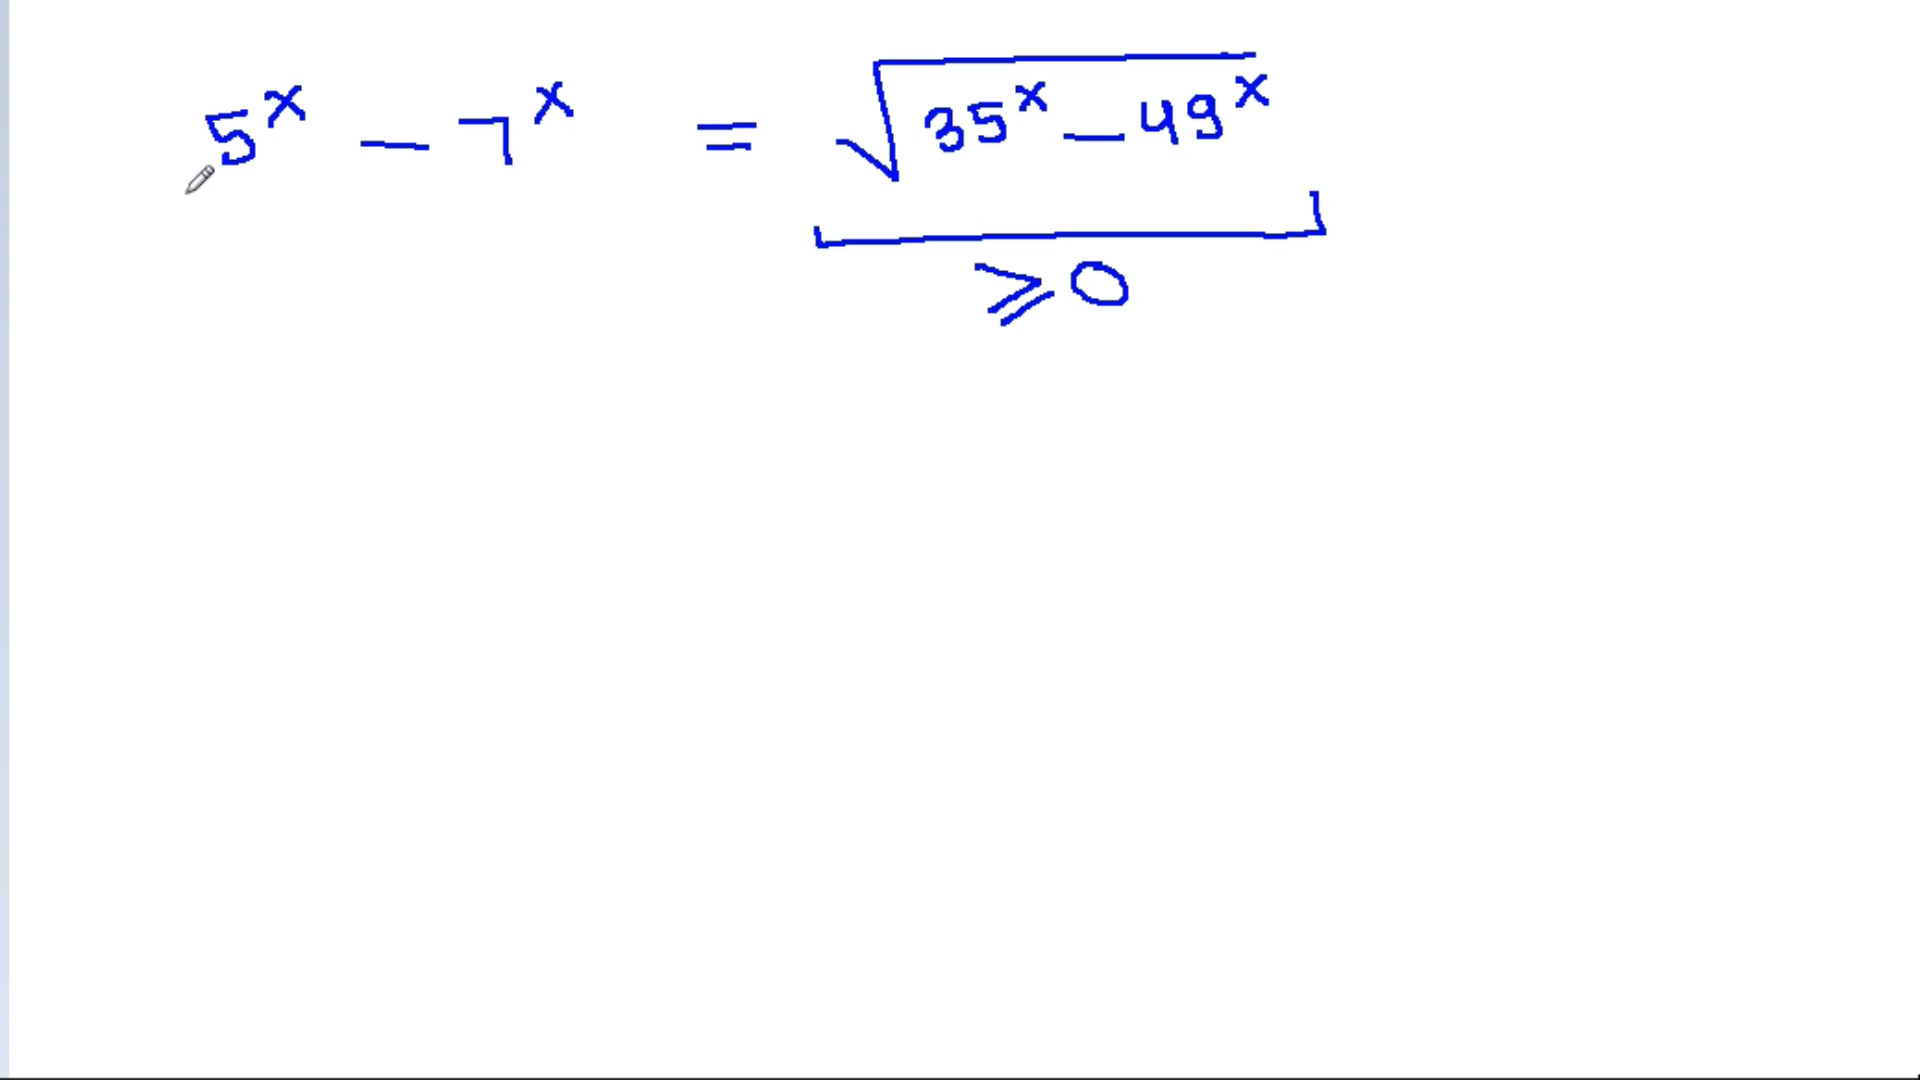 5^x - 7^x = √(35^x - 49^x)
≥ 0